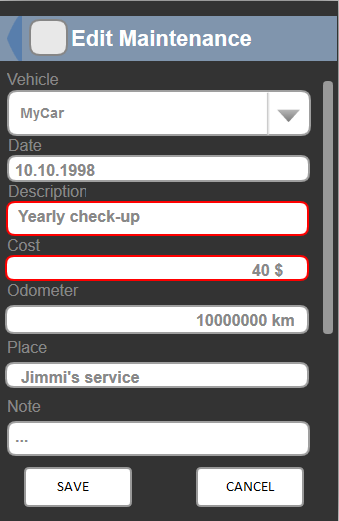 Edit Maintenance
Vehicle
MyCar
Date
10.10.1998
Description
Yearly check-up
Cost
40 $
Odometer
10000000 km
Place
Jimmi's service
Note
...
SAVE CANCEL